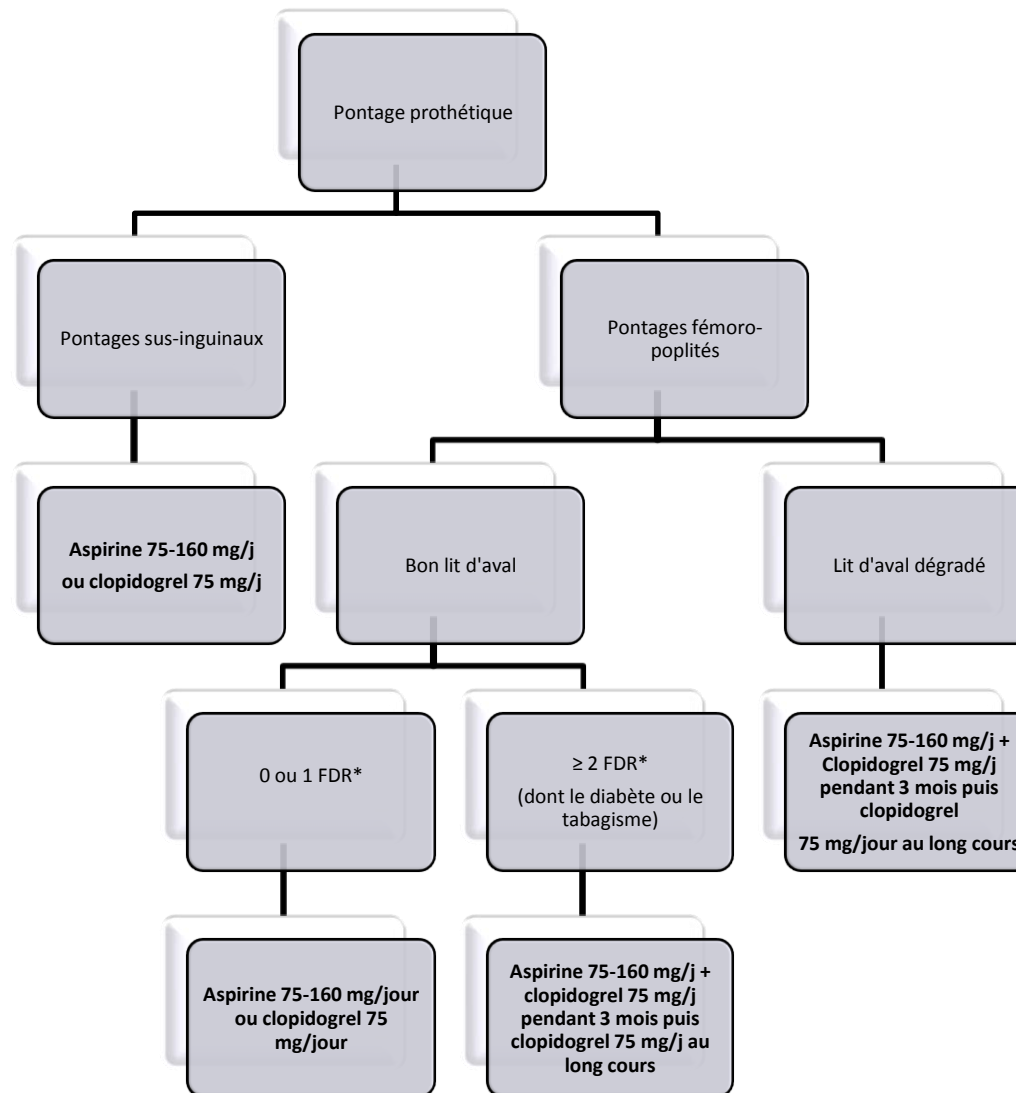 Pontage prothétique
Pontages sus-inguinaux
Pontages fémoro-
poplités
Aspirine 75-160 mg/j
ou clopidogrel 75 mg/j
Bon lit d'aval
Lit d'aval dégradé
0 ou 1 FDR*
≥ 2 FDR*
(dont le diabète ou le
tabagisme)
Aspirine 75-160 mg/j +
Clopidogrel 75 mg/j
pendant 3 mois puis
clopidogrel
75 mg/jour au long cours
Aspirine 75-160 mg/jour
ou clopidogrel 75
mg/jour
Aspirine 75-160 mg/j +
clopidogrel 75 mg/j
pendant 3 mois puis
clopidogrel 75 mg/j au
long cours